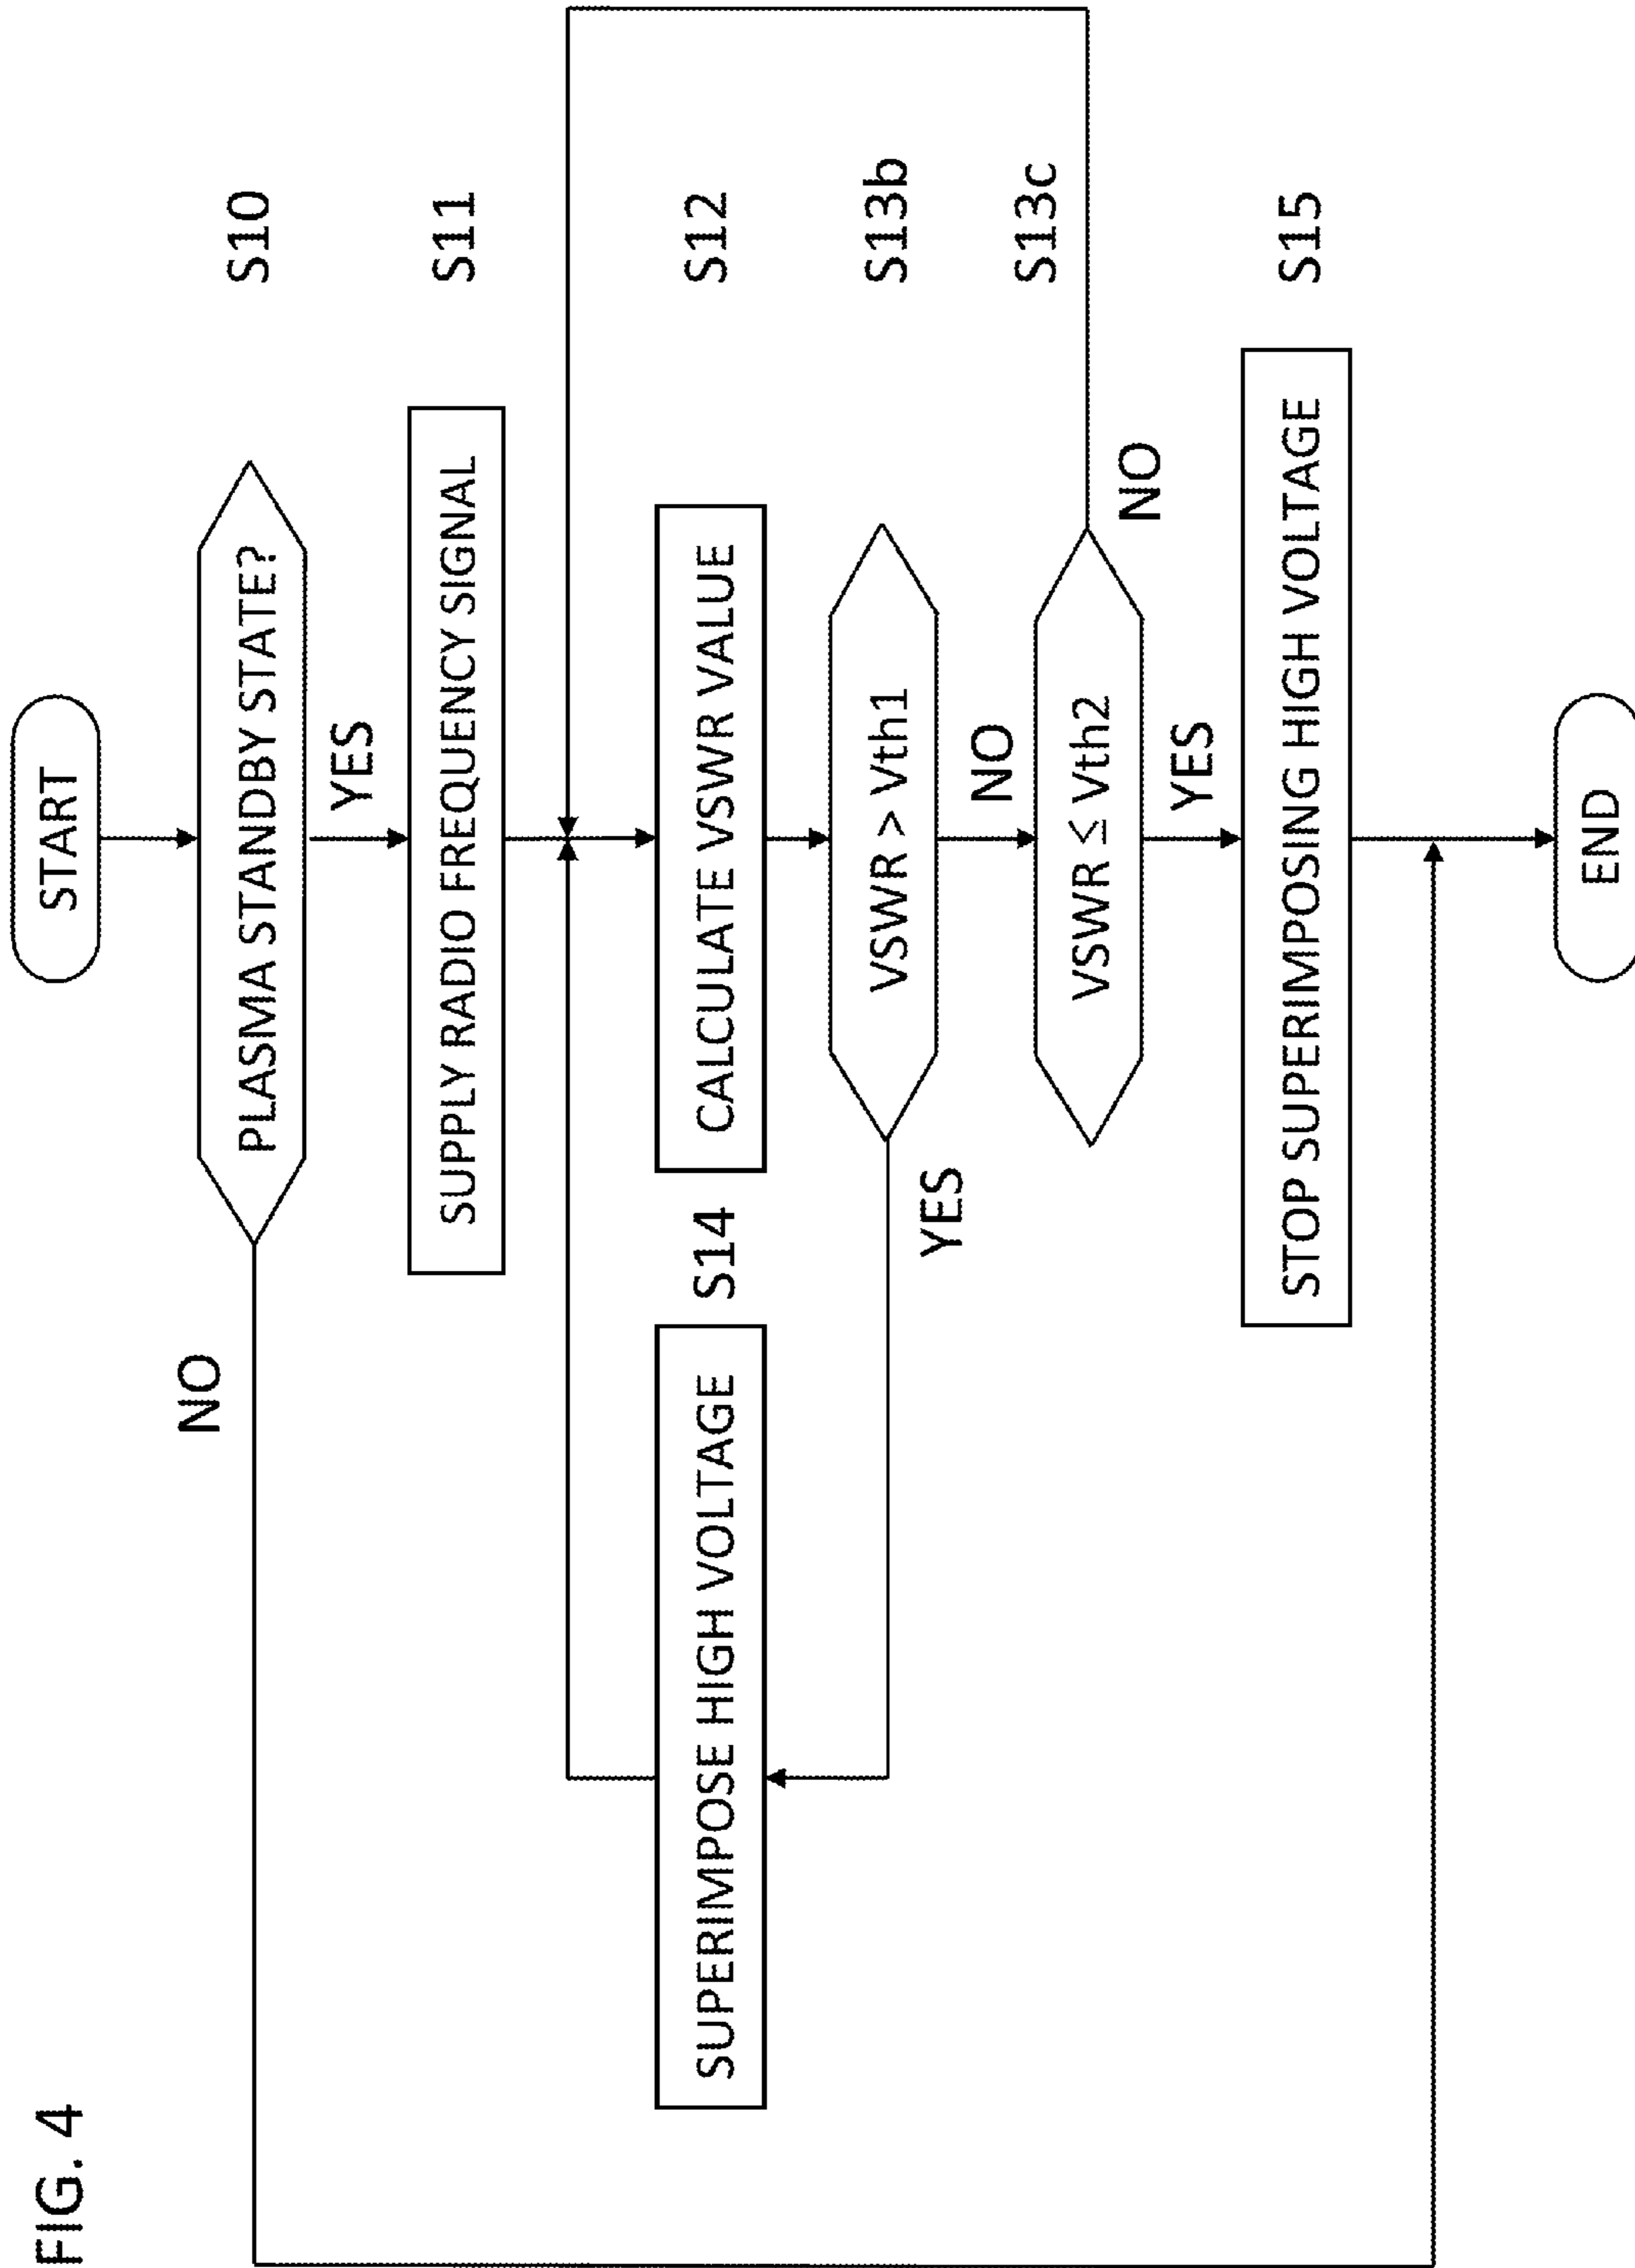 FIG. 4
START
PLASMA STANDBY STATE?
S10
NO
YES
SUPPLY RADIO FREQUENCY SIGNAL
S11
SUPERIMPOSE HIGH VOLTAGE
S14
CALCULATE VSWR VALUE
S12
VSWR > Vth1
S13b
YES
NO
VSWR ≤ Vth2
S13c
NO
YES
STOP SUPERIMPOSING HIGH VOLTAGE
S15
END